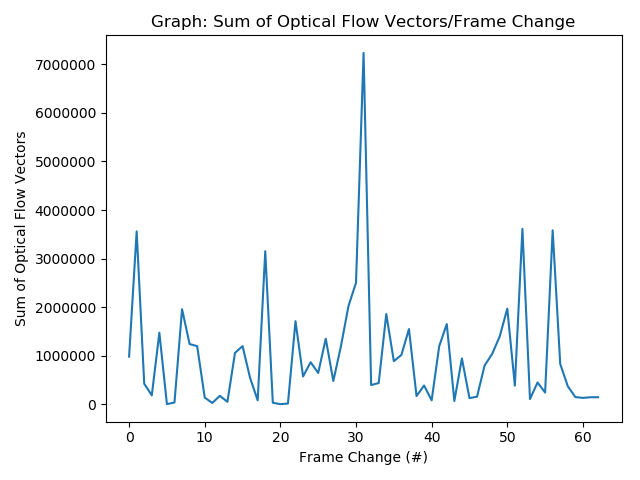 Graph: Sum of Optical Flow Vectors/Frame Change
7000000
6000000
5000000
4000000
3000000
2000000
1000000
0
Sum of Optical Flow Vectors
0 10 20 30 40 50 60
Frame Change (#)